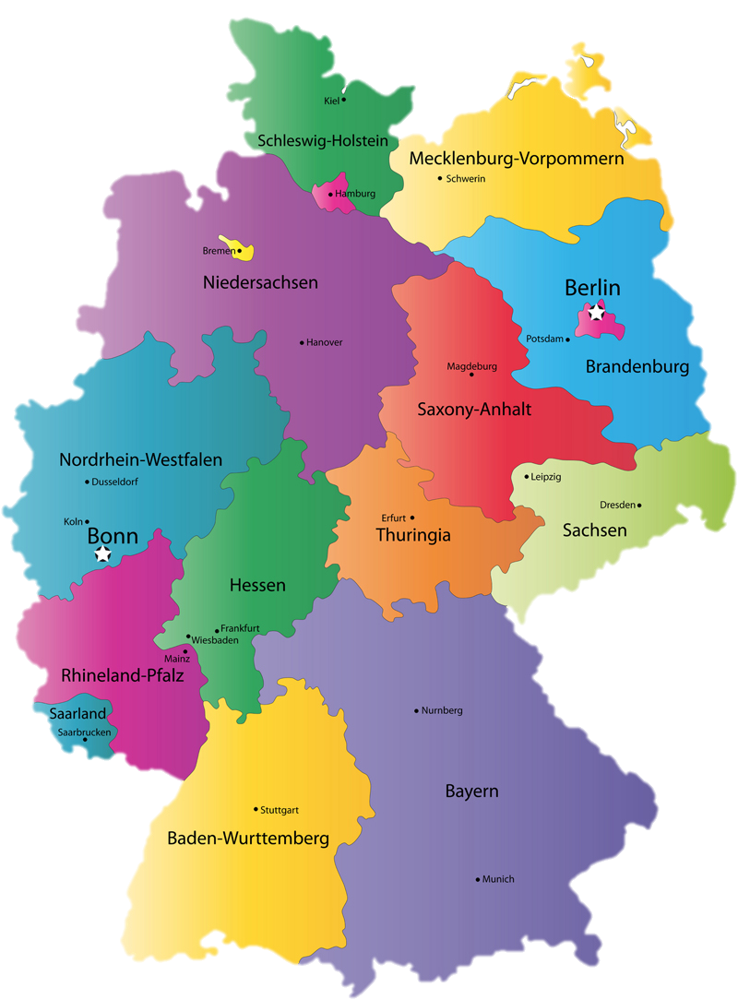 Kiel
Schleswig-Holstein
Mecklenburg-Vorpommern
Schwerin
Hamburg
Bremen
Niedersachsen
Berlin
Hanover
Potsdam
Magdeburg
Brandenburg
Saxony-Anhalt
Nordrhein-Westfalen
Dusseldorf
Leipzig
Dresden
Koln
Bonn
Erfurt
Thuringia
Sachsen
Hessen
Frankfurt
Wiesbaden
Mainz
Rhineland-Pfalz
Saarland
Saarbrucken
Nurnberg
Bayern
Stuttgart
Baden-Wurttemberg
Munich